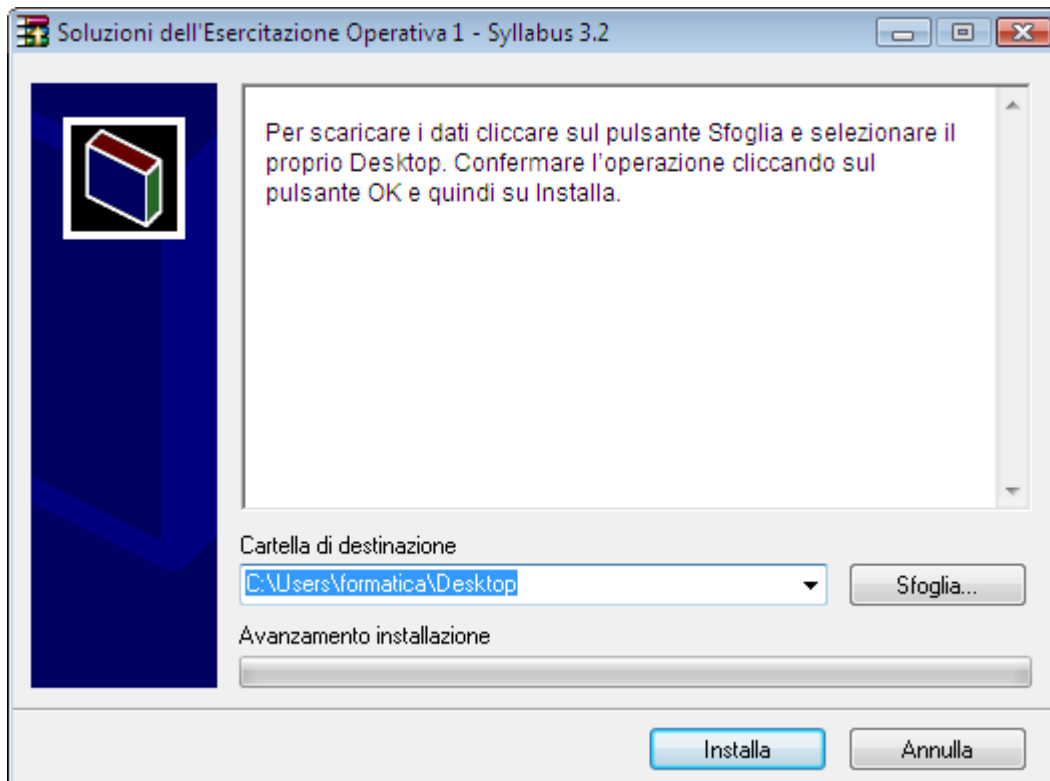 Soluzioni dell'Esercitazione Operativa 1 - Syllabus 3.2
Per scaricare i dati cliccare sul pulsante Sfoglia e selezionare il
proprio Desktop. Confermare l’operazione cliccando sul
pulsante OK e quindi su Installa.
Cartella di destinazione
C:\Users\formatica\Desktop
Sfoglia...
Avanzamento installazione
Installa
Annulla